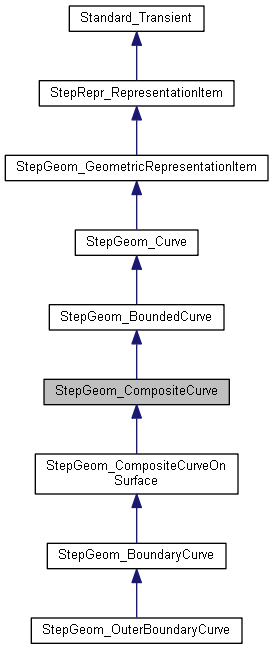 Standard_Transient
StepRepr_RepresentationItem
StepGeom_GeometricRepresentationItem
StepGeom_Curve
StepGeom_BoundedCurve
StepGeom_CompositeCurve
StepGeom_CompositeCurveOn
Surface
StepGeom_BoundaryCurve
StepGeom_OuterBoundaryCurve